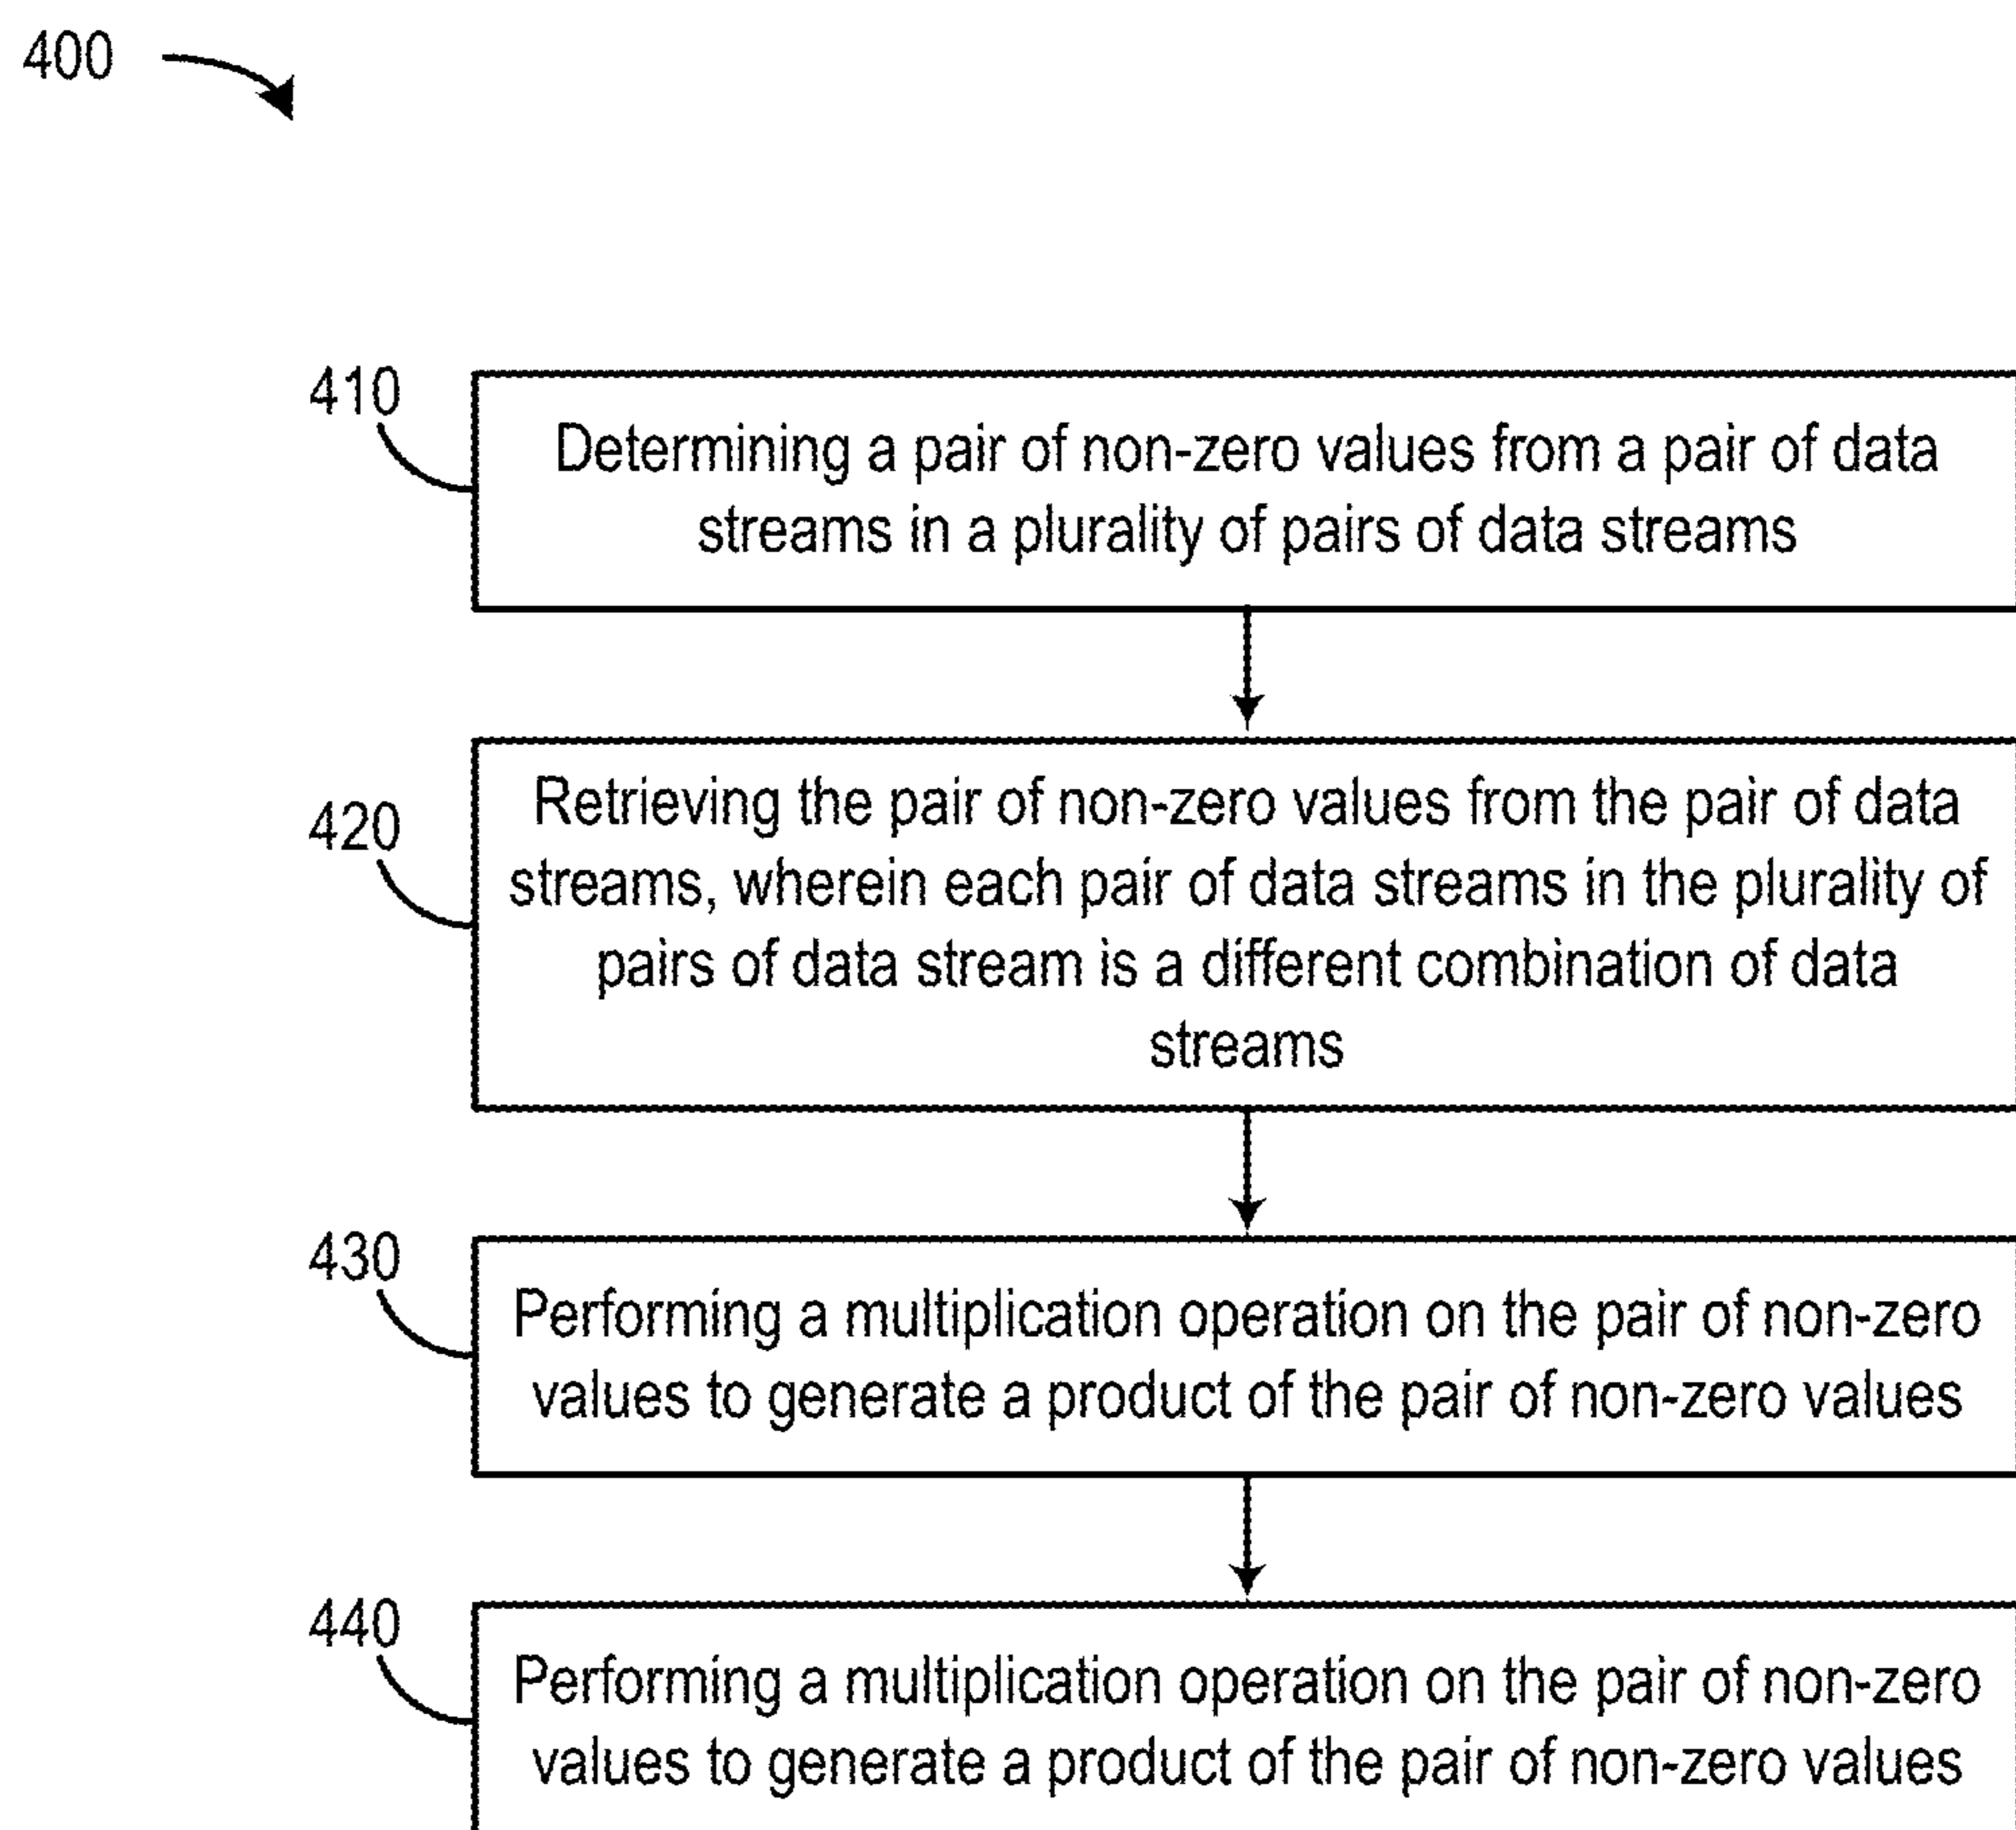 400
410
Determining a pair of non-zero values from a pair of data
streams in a plurality of pairs of data streams
420
Retrieving the pair of non-zero values from the pair of data
streams, wherein each pair of data streams in the plurality of
pairs of data stream is a different combination of data
streams
430
Performing a multiplication operation on the pair of non-zero
values to generate a product of the pair of non-zero values
440
Performing a multiplication operation on the pair of non-zero
values to generate a product of the pair of non-zero values